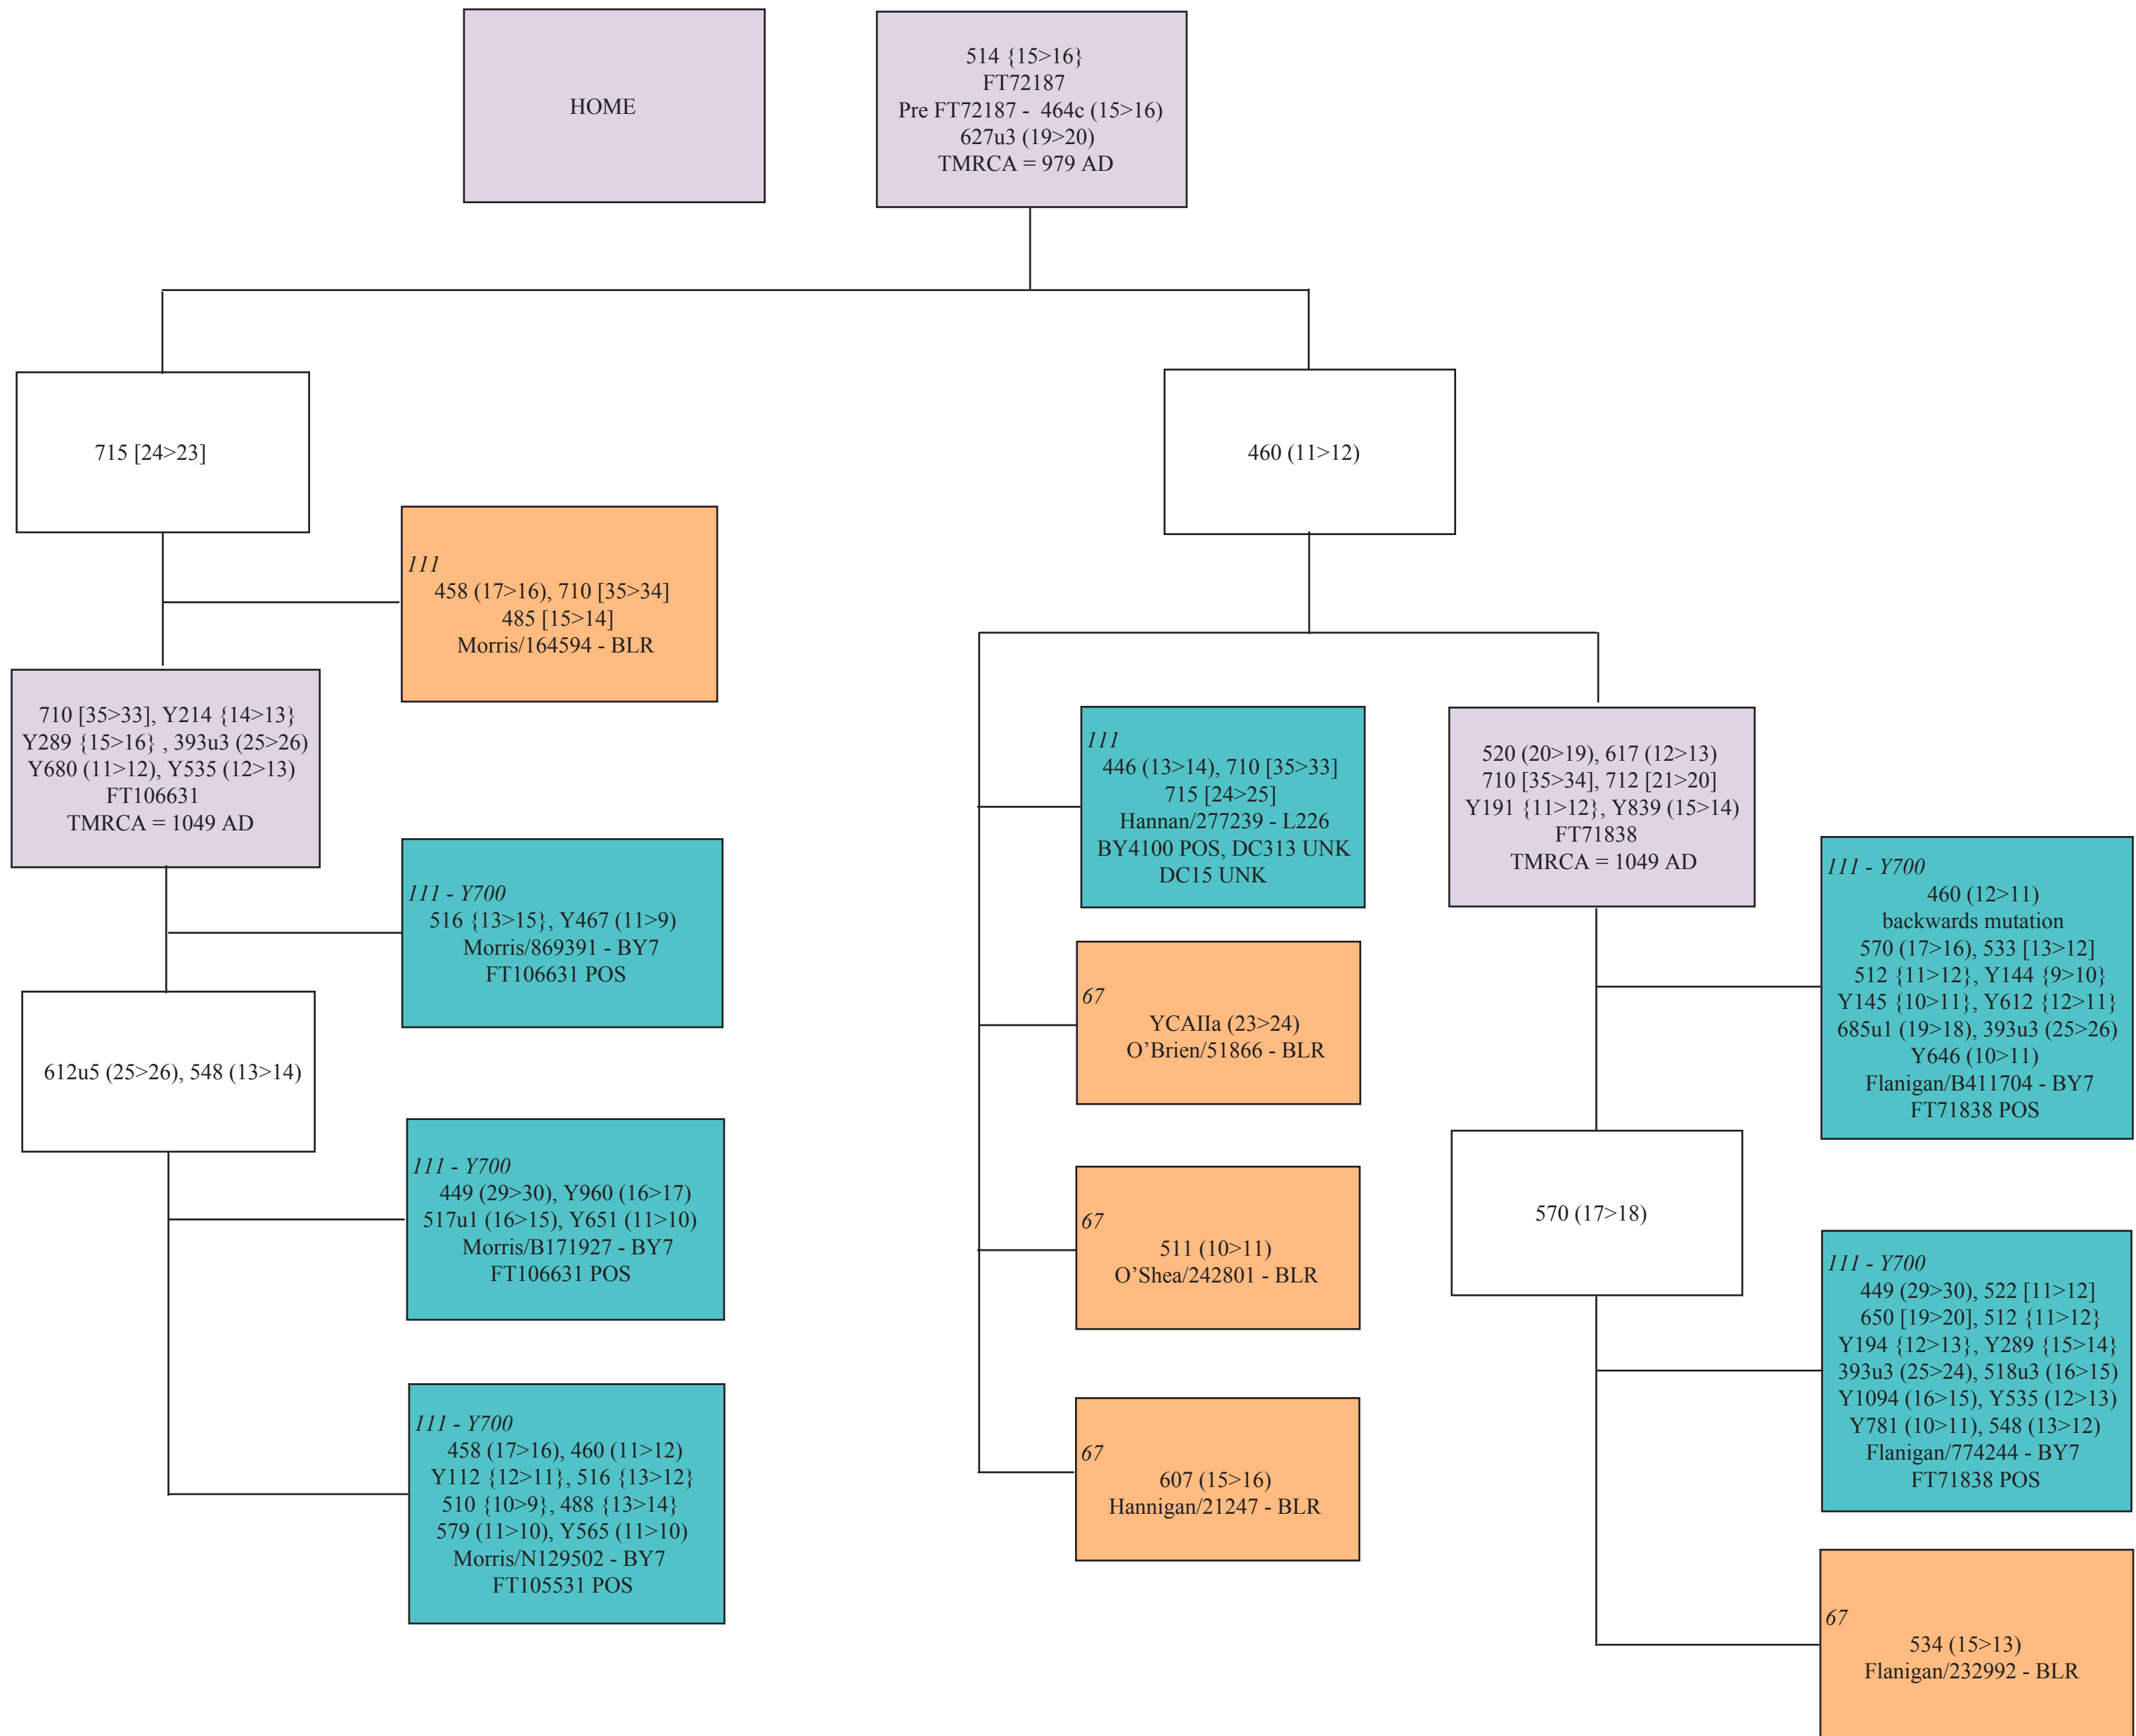 HOME
514 {15>16}
FT72187
Pre FT72187 -  464c (15>16)
627u3 (19>20)
TMRCA = 979 AD
715 [24>23]
460 (11>12)
111
458 (17>16), 710 [35>34]
485 [15>14]
Morris/164594 - BLR
710 [35>33], Y214 {14>13}
Y289 {15>16} , 393u3 (25>26)
Y680 (11>12), Y535 (12>13)
FT106631
TMRCA = 1049 AD
111 - Y700
516 {13>15}, Y467 (11>9)
Morris/869391 - BY7
FT106631 POS
612u5 (25>26), 548 (13>14)
111 - Y700
449 (29>30), Y960 (16>17)
517u1 (16>15), Y651 (11>10)
Morris/B171927 - BY7
FT106631 POS
111 - Y700
458 (17>16), 460 (11>12)
Y112 {12>11}, 516 {13>12}
510 {10>9}, 488 {13>14}
579 (11>10), Y565 (11>10)
Morris/N129502 - BY7
FT105531 POS
111
446 (13>14), 710 [35>33]
715 [24>25]
Hannan/277239 - L226
BY4100 POS, DC313 UNK
DC15 UNK
67
YCAIIa (23>24)
O’Brien/51866 - BLR
67
511 (10>11)
O’Shea/242801 - BLR
67
607 (15>16)
Hannigan/21247 - BLR
520 (20>19), 617 (12>13)
710 [35>34], 712 [21>20]
Y191 {11>12}, Y839 (15>14)
FT71838
TMRCA = 1049 AD
111 - Y700
460 (12>11)
backwards mutation
570 (17>16), 533 [13>12]
512 {11>12}, Y144 {9>10}
Y145 {10>11}, Y612 {12>11}
685u1 (19>18), 393u3 (25>26)
Y646 (10>11)
Flanigan/B411704 - BY7
FT71838 POS
570 (17>18)
111 - Y700
449 (29>30), 522 [11>12]
650 [19>20], 512 {11>12}
Y194 {12>13}, Y289 {15>14}
393u3 (25>24), 518u3 (16>15)
Y1094 (16>15), Y535 (12>13)
Y781 (10>11), 548 (13>12)
Flanigan/774244 - BY7
FT71838 POS
67
534 (15>13)
Flanigan/232992 - BLR